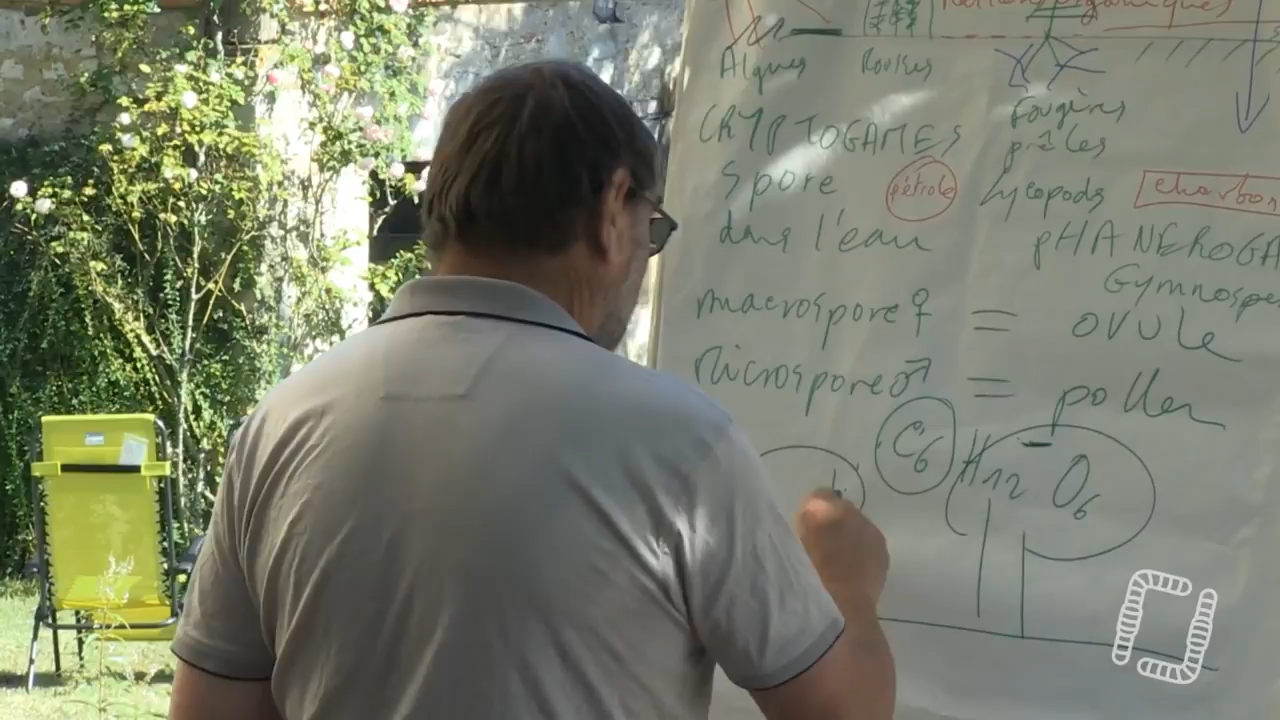 organiques
Algues
CRYPTOGAMES
Fougères
prêles
Spore
pétrole
Lycopods
charbon
dans l'eau
PHANEROGA
Gymnospe
macrospore ♀ = ovule
Microspore ♂ = pollen
C6 H12 O6